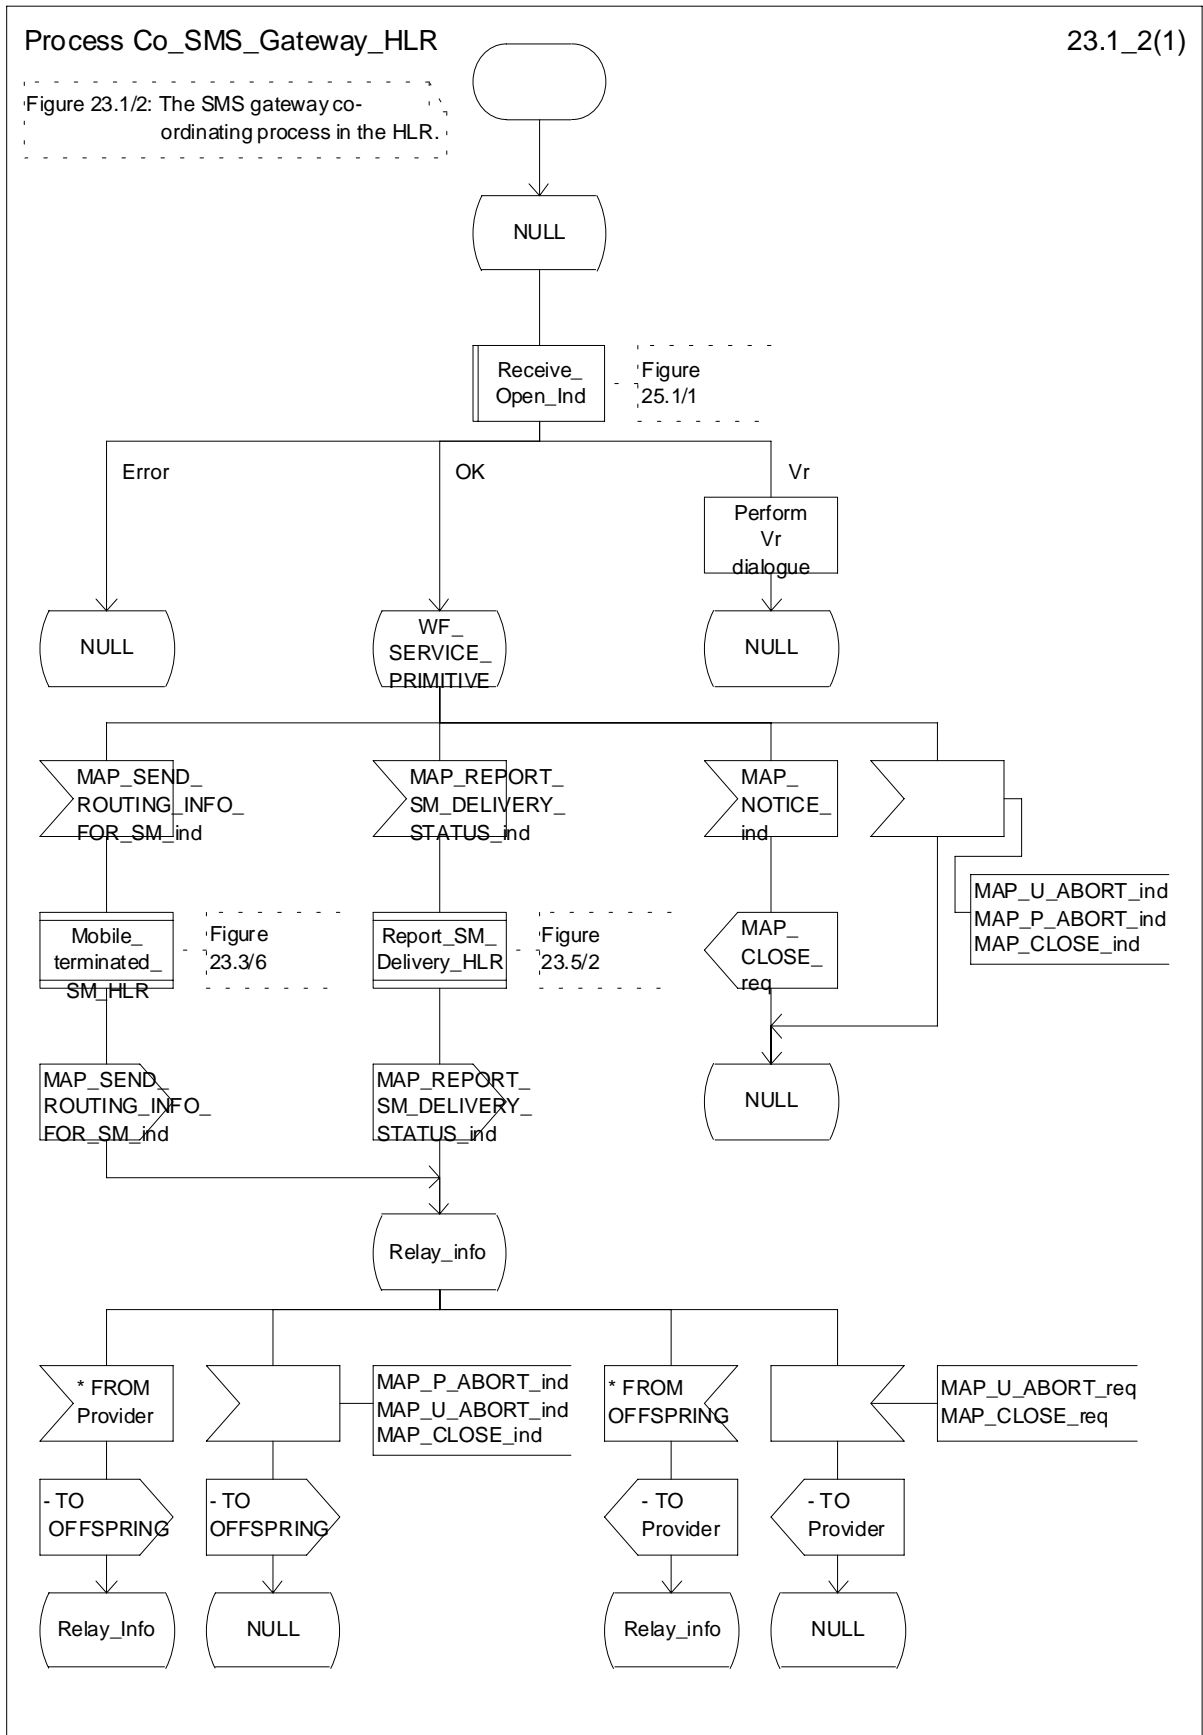 Process Co_SMS_Gateway_HLR
23.1_2(1)
Figure 23.1/2: The SMS gateway co-
ordinating process in the HLR.
NULL
Receive_
Open_Ind
Figure
25.1/1
Error
OK
Vr
Perform
Vr
dialogue
NULL
WF_
SERVICE_
PRIMITIVE
NULL
MAP_SEND_
ROUTING_INFO_
FOR_SM_ind
MAP_REPORT_
SM_DELIVERY_
STATUS_ind
MAP_
NOTICE_
ind
MAP_U_ABORT_ind
MAP_P_ABORT_ind
MAP_CLOSE_ind
Mobile_
terminated_
SM_HLR
Figure
23.3/6
Report_SM_
Delivery_HLR
Figure
23.5/2
MAP_
CLOSE_
req
MAP_SEND_
ROUTING_INFO_
FOR_SM_ind
MAP_REPORT_
SM_DELIVERY_
STATUS_ind
NULL
Relay_info
* FROM
Provider
MAP_P_ABORT_ind
MAP_U_ABORT_ind
MAP_CLOSE_ind
* FROM
OFFSPRING
MAP_U_ABORT_req
MAP_CLOSE_req
- TO
OFFSPRING
- TO
OFFSPRING
- TO
Provider
- TO
Provider
Relay_Info
NULL
Relay_info
NULL